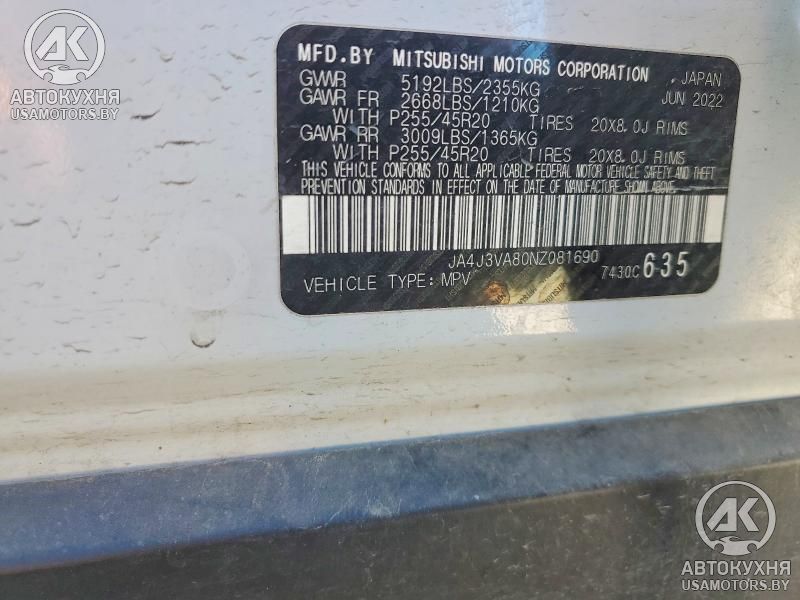 AK
АВТОКУХНЯ
USAMOTORS.BY
MFD.BY MITSUBISHI MOTORS CORPORATION JAPAN
GVWR 5192LBS/2355KG JUN 2022
GAWR FR 2668LBS/1210KG
WITH P255/45R20 TIRES 20X8.0J RIMS
GAWR RR 3009LBS/1365KG
WITH P255/45R20 TIRES 20X8.0J RIMS
THIS VEHICLE CONFORMS TO ALL APPLICABLE FEDERAL MOTOR VEHICLE SAFETY AND THEFT
PREVENTION STANDARDS IN EFFECT ON THE DATE OF MANUFACTURE SHOWN ABOVE.
JA4J3VA80NZ081690
VEHICLE TYPE: MPV 7430C 635
AK
АВТОКУХНЯ
USAMOTORS.BY